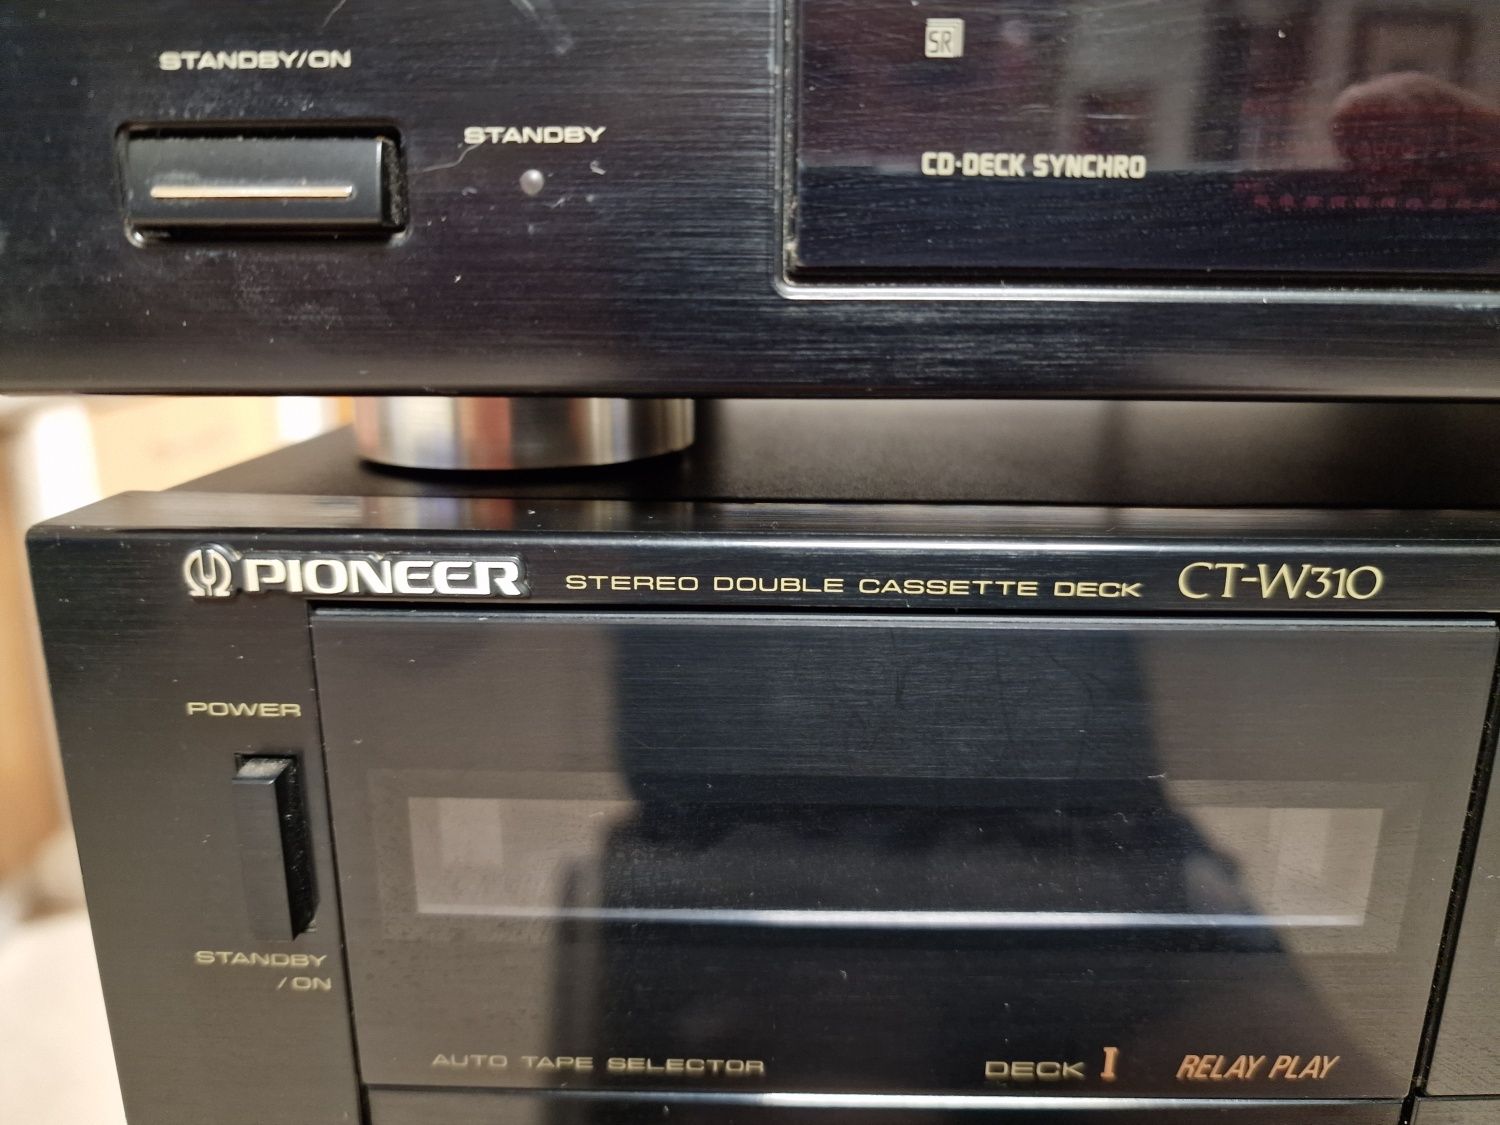 STANDBY/ON
STANDBY
SR
CD-DECK SYNCHRO
PIONEER STEREO DOUBLE CASSETTE DECK CT-W310
POWER
STANDBY
/ON
AUTO TAPE SELECTOR DECK I RELAY PLAY